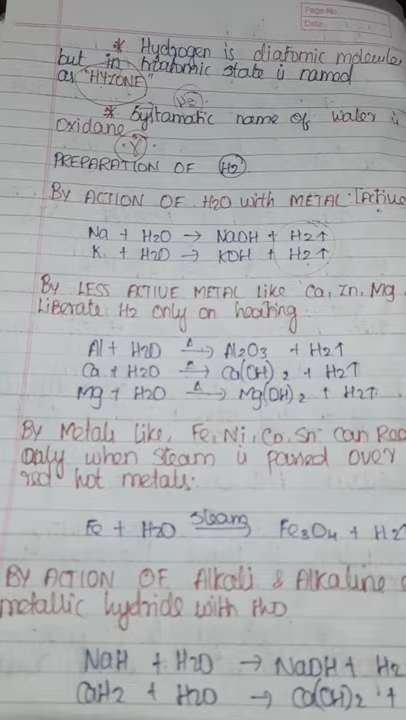 Page No.
Date
* Hydrogen is diatomic molecule,
but in triatomic state is named
as "HYZONE"
* Systamatic name of water is
Oxidane
PREPARATION OF H2
By ACTION OF H2O with METAL [Active
Na + H2O → NaOH + H2↑
K + H2O → KOH + H2↑
By LESS ACTIVE METAL Like Ca, Zn, Mg
Liberate H2 only on heating
Al + H2O —Δ→ Al2O3 + H2↑
Ca + H2O —Δ→ Ca(OH)2 + H2↑
Mg + H2O —Δ→ Mg(OH)2 + H2↑
By Metals Like, Fe, Ni, Co, Sn can
only when steam is passed over
red hot metals.
Fe + H2O —Steam→ Fe3O4 + H2↑
BY ACTION OF Alkali & Alkaline
metallic hydride with H2O
NaH + H2O → NaOH + H2
CaH2 + H2O → Ca(OH)2 +